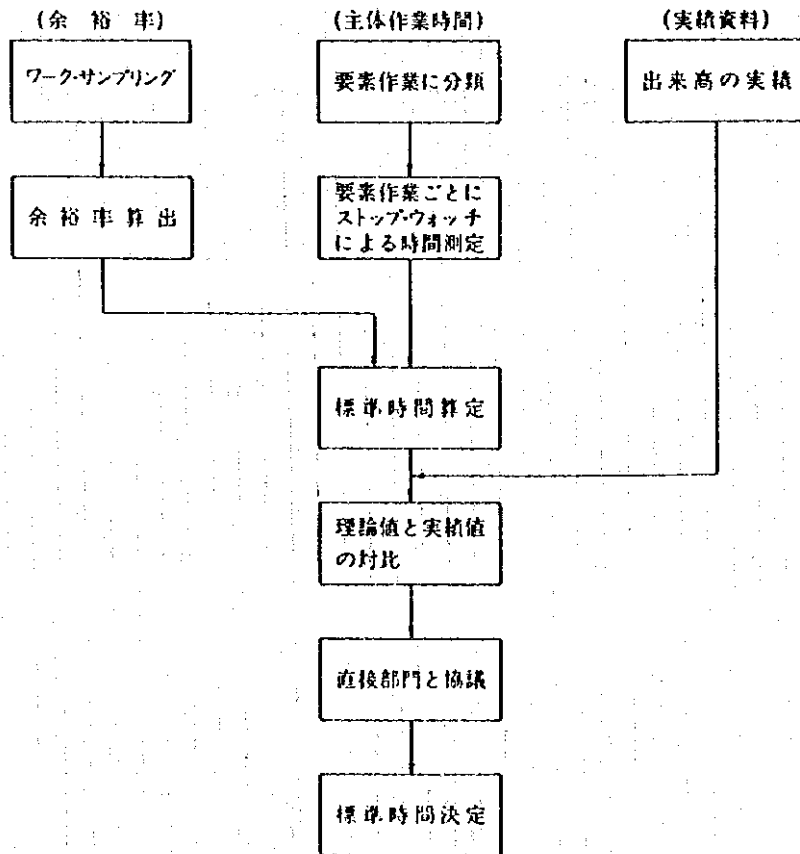 (余裕率)
(主体作業時間)
(実績資料)
ワーク・サンプリング
要素作業に分類
出来高の実績
余裕率算出
要素作業ごとに
ストップ・ウォッチ
による時間測定
標準時間算定
理論値と実績値
の対比
直接部門と協議
標準時間決定